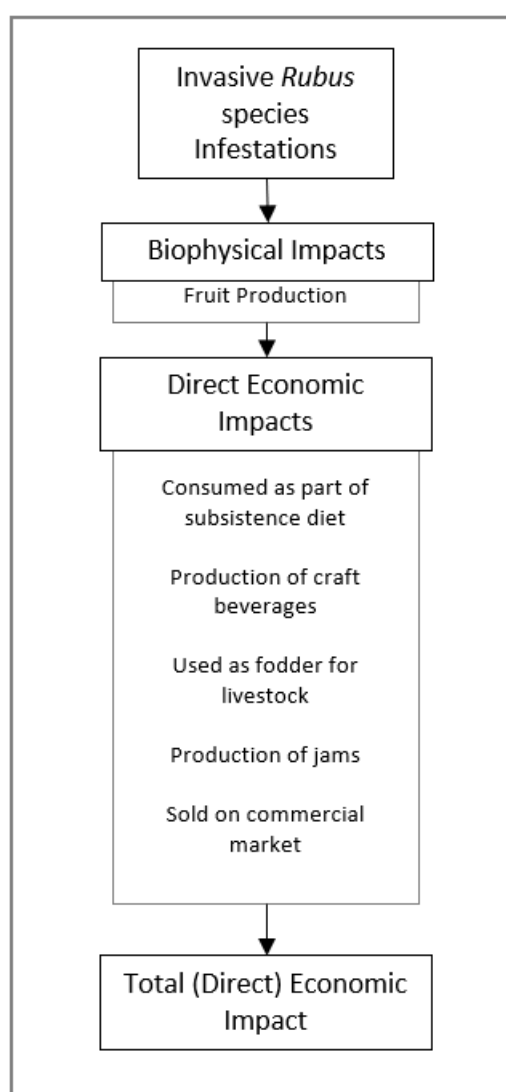 Invasive Rubus
species
Infestations
Biophysical Impacts
Fruit Production
Direct Economic
Impacts
Consumed as part of
subsistence diet
Production of craft
beverages
Used as fodder for
livestock
Production of jams
Sold on commercial
market
Total (Direct) Economic
Impact